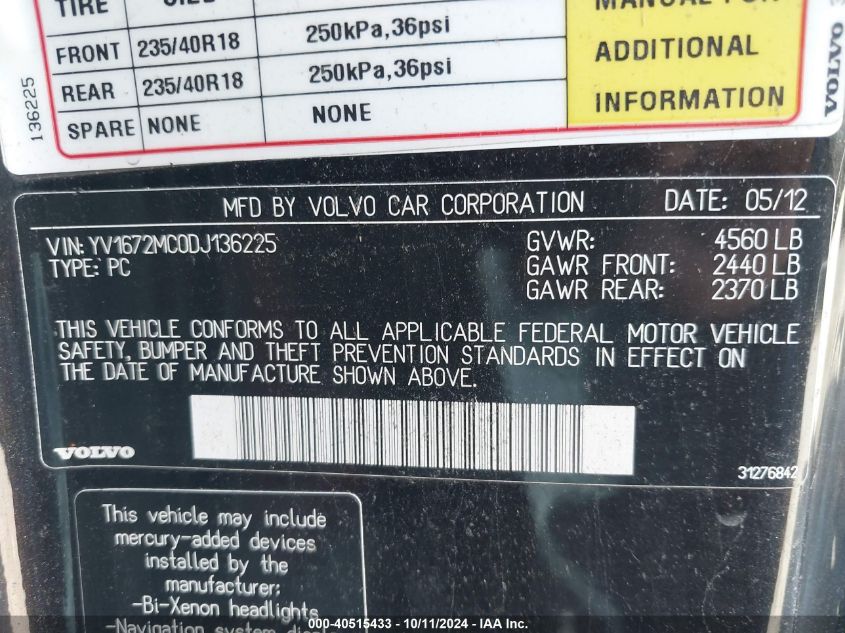 TIRE SIZE
MANUAL FOR
FRONT 235/40R18 250kPa,36psi
ADDITIONAL
REAR 235/40R18 250kPa,36psi
INFORMATION
SPARE NONE NONE
136225
VOLVO
MFD BY VOLVO CAR CORPORATION DATE: 05/12
VIN: YV1672MC0DJ136225 GVWR: 4560 LB
TYPE: PC GAWR FRONT: 2440 LB
GAWR REAR: 2370 LB
THIS VEHICLE CONFORMS TO ALL APPLICABLE FEDERAL MOTOR VEHICLE
SAFETY, BUMPER AND THEFT PREVENTION STANDARDS IN EFFECT ON
THE DATE OF MANUFACTURE SHOWN ABOVE.
VOLVO
31276842
This vehicle may include
mercury-added devices
installed by the
manufacturer:
-Bi-Xenon headlights
-Navigation system
000-40515433 - 10/11/2024 - IAA Inc.